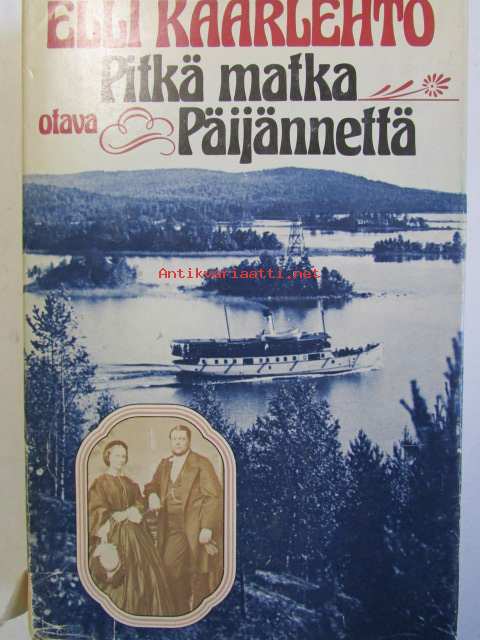 ELLI KAARLEHTO
Pitkä matka
otava Päijännettä
Antikvariaatti.net